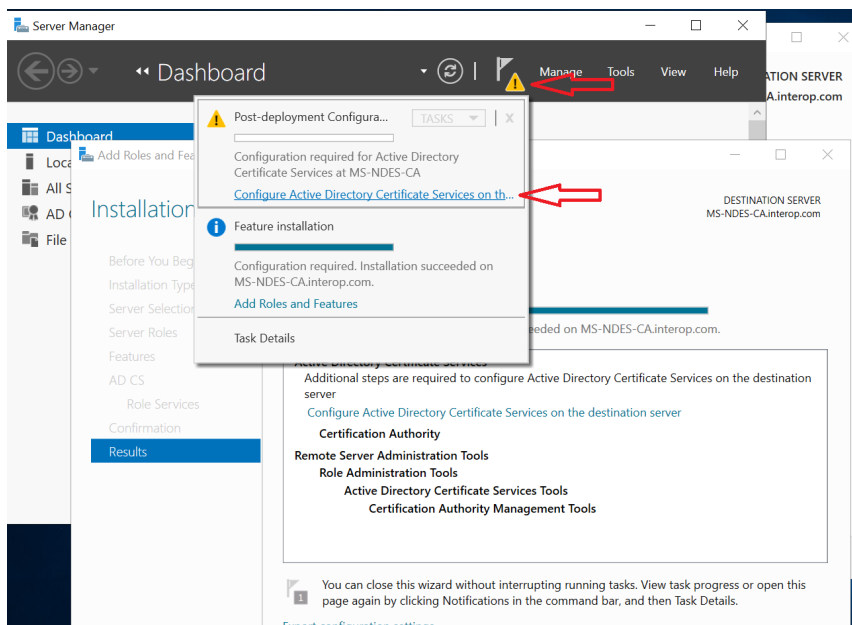 Server Manager
Dashboard
Manage Tools View Help
ATION SERVER
A.interop.com
Post-deployment Configura...
TASKS
X
Configuration required for Active Directory
Certificate Services at MS-NDES-CA
Configure Active Directory Certificate Services on th...
Feature installation
Configuration required. Installation succeeded on
MS-NDES-CA.interop.com.
Add Roles and Features
Task Details
Dashboard
Loca
All S
AD
File
Add Roles and Fea
Installation
DESTINATION SERVER
MS-NDES-CA.interop.com
Before You Beg
Installation Type
Server Selection
Server Roles
Features
AD CS
Role Services
Confirmation
Results
eeded on MS-NDES-CA.interop.com.
Active Directory Certificate Services
Additional steps are required to configure Active Directory Certificate Services on the destination
server
Configure Active Directory Certificate Services on the destination server
Certification Authority
Remote Server Administration Tools
Role Administration Tools
Active Directory Certificate Services Tools
Certification Authority Management Tools
1
You can close this wizard without interrupting running tasks. View task progress or open this
page again by clicking Notifications in the command bar, and then Task Details.
Export configuration settings